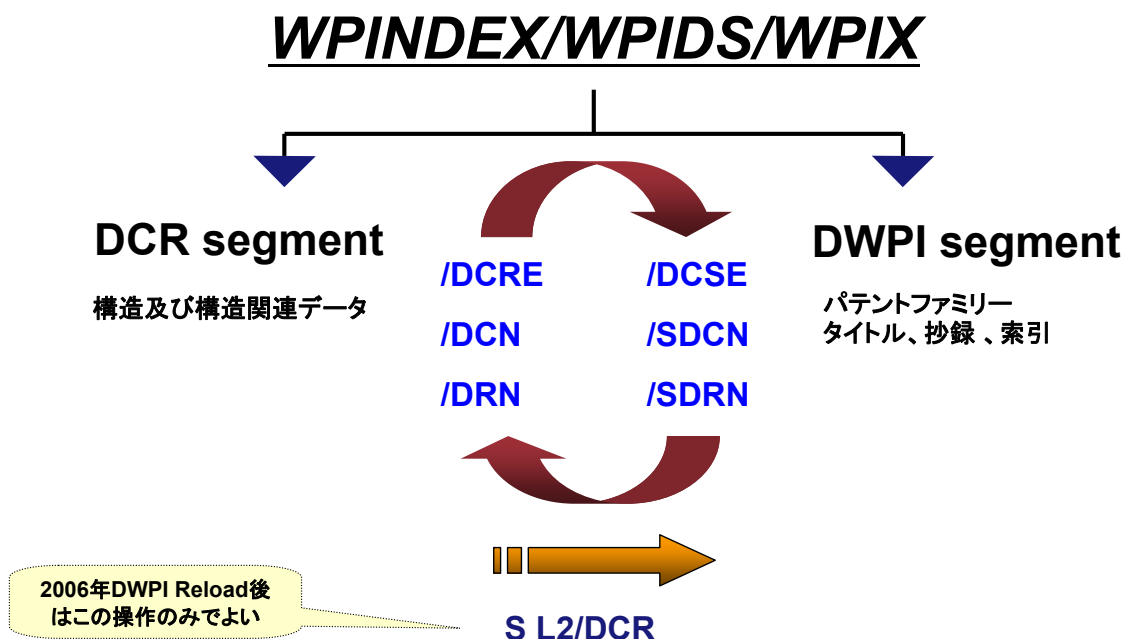 WPINDEX/WPIDS/WPIX
DCR segment
構造及び構造関連データ
/DCRE
/DCN
/DRN
/DCSE
/SDCN
/SDRN
DWPI segment
パテントファミリー
タイトル、抄録 、索引
2006年DWPI Reload後
はこの操作のみでよい
S L2/DCR